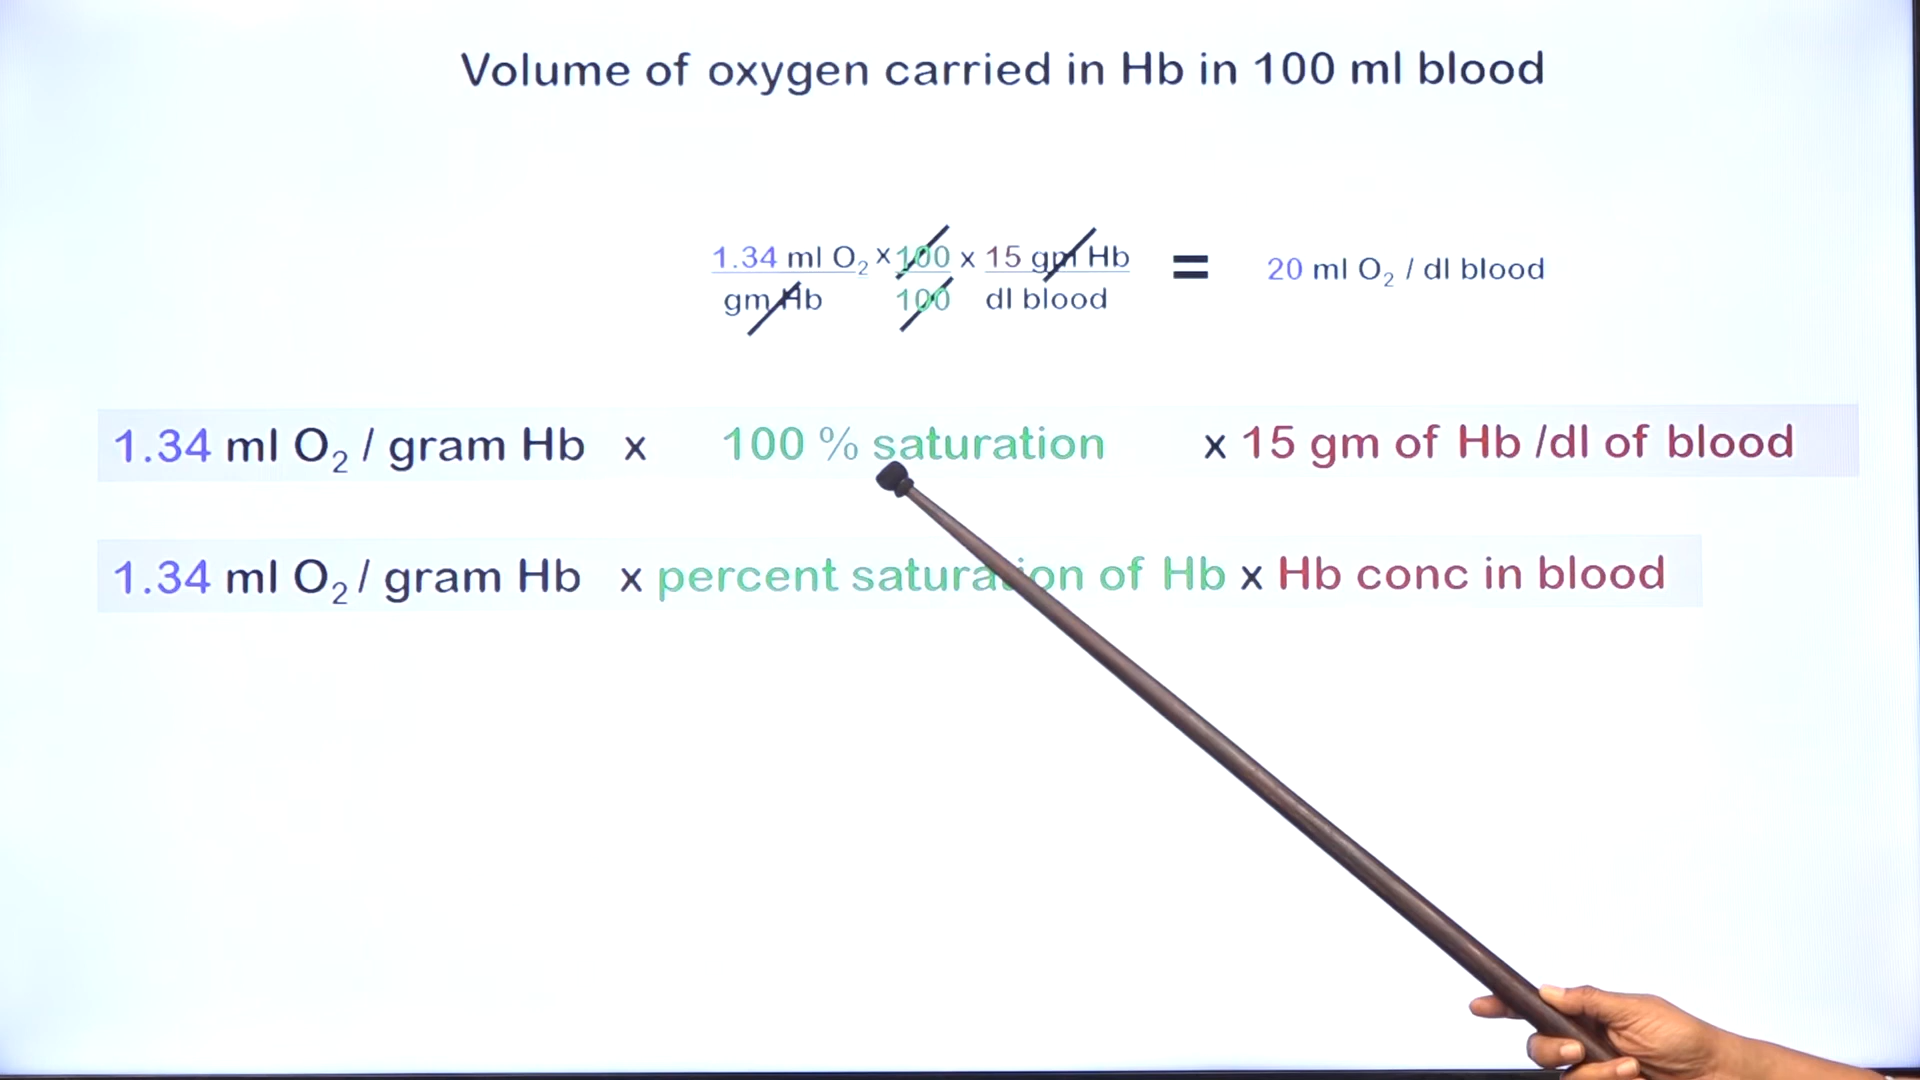 Volume of oxygen carried in Hb in 100 ml blood
1.34 ml O₂ x 100 x 15 gm Hb = 20 ml O₂ / dl blood
gm Hb 100 dl blood
1.34 ml O₂ / gram Hb x 100 % saturation x 15 gm of Hb /dl of blood
1.34 ml O₂ / gram Hb x percent saturation of Hb x Hb conc in blood